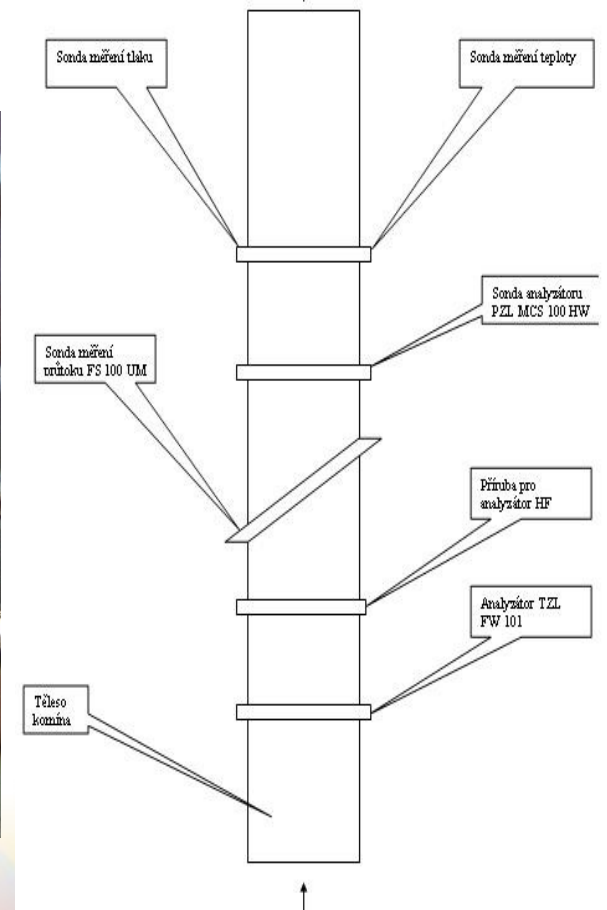 Sonda měření tlaku
Sonda měření teploty
Sonda analyzátoru
PZL MCS 100 HW
Sonda měření
průtoku FS 100 UM
Příruba pro
analyzátor HF
Analyzátor TZL
FW 101
Těleso
komína